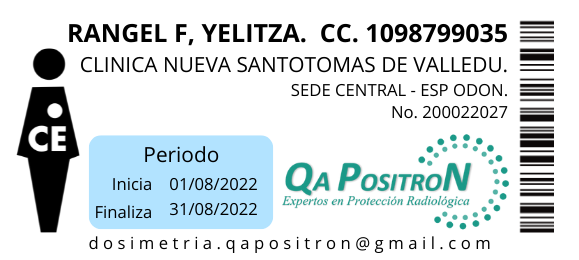 RANGEL F, YELITZA. CC. 1098799035
CLINICA NUEVA SANTOTOMAS DE VALLEDU.
SEDE CENTRAL - ESP ODON.
No. 200022027
CE
Periodo
Inicia 01/08/2022
Finaliza 31/08/2022
QA POSITRON
Expertos en Protección Radiológica
dosimetria.qapositron@gmail.com